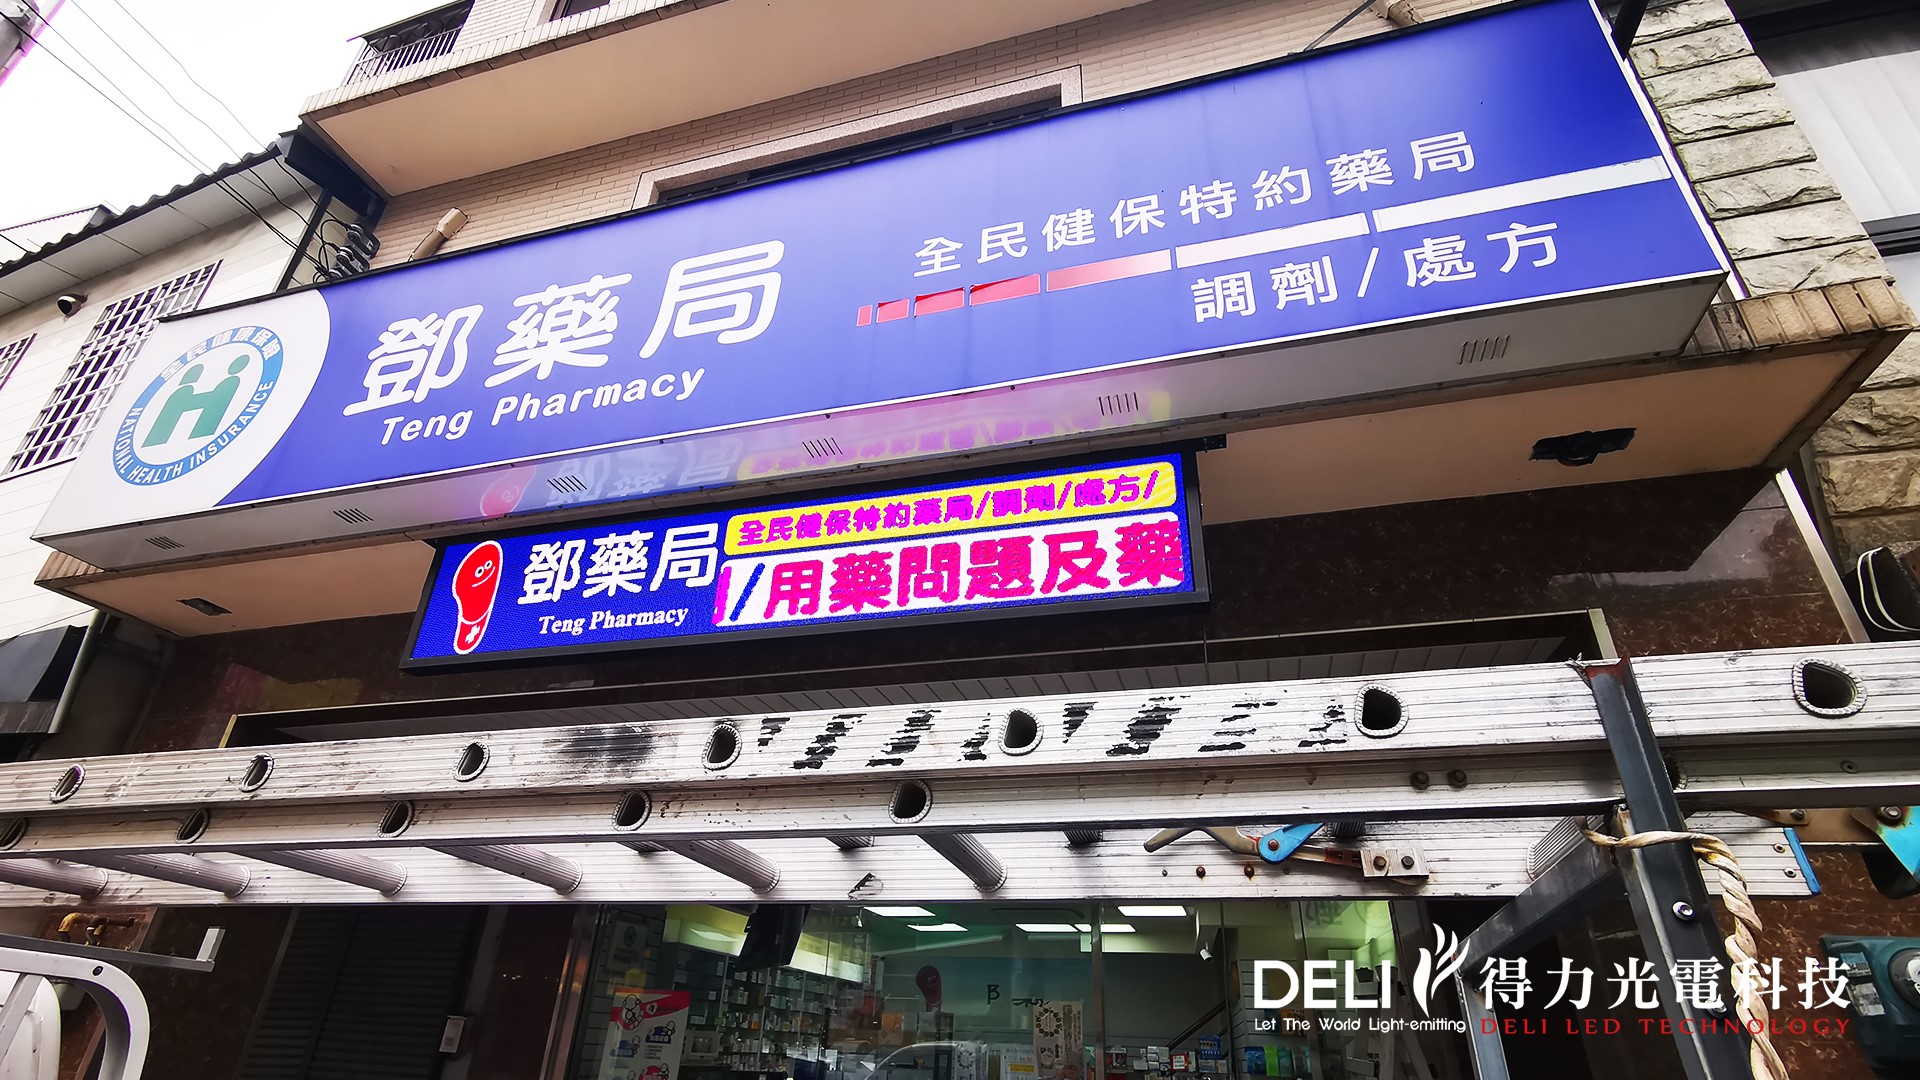 全民健康保險
NATIONAL HEALTH INSURANCE
鄧藥局
Teng Pharmacy
全民健保特約藥局
調劑/處方
鄧藥局
Teng Pharmacy
全民健保特約藥局/調劑/處方/
/用藥問題及藥
DELI 得力光電科技
Let The World Light-emitting DELI LED TECHNOLOGY